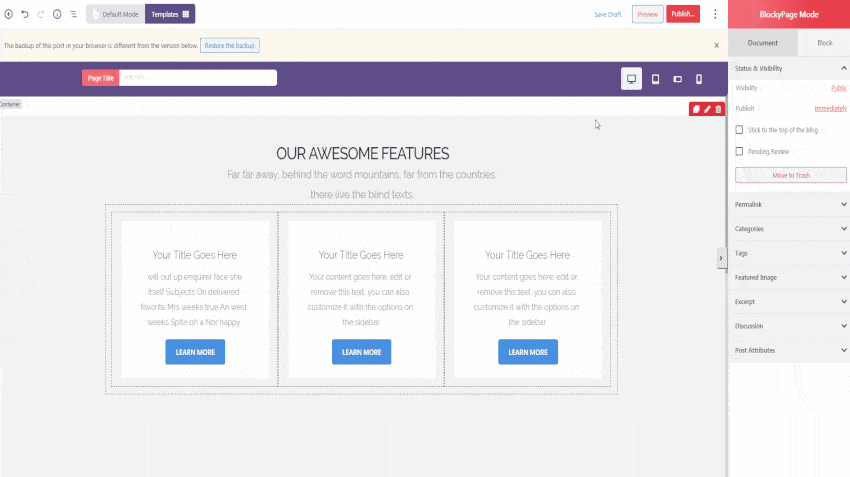 Default Mode
Templates
Save Draft
Preview
Publish...
BlockyPage Mode
The backup of this post in your browser is different from the version below.
Restore the backup
×
Page Title
Container
Document
Block
Status & Visibility
Visibility
Public
Publish
Immediately
Stick to the top of the blog
Pending Review
Move to Trash
Permalink
Categories
Tags
Featured Image
Excerpt
Discussion
Post Attributes
OUR AWESOME FEATURES
Far far away, behind the word mountains, far from the countries
there live the blind texts.
Your Title Goes Here
will out up enquirer face she
itself Subjects On delivered
favorite Mrs weeks true An west
weeks Spite oh a Nor happy
LEARN MORE
Your Title Goes Here
Your content goes here, edit or
remove this text, you can also
customize it with the options on
the sidebar.
LEARN MORE
Your Title Goes Here
Your content goes here, edit or
remove this text, you can also
customize it with the options on
the sidebar.
LEARN MORE